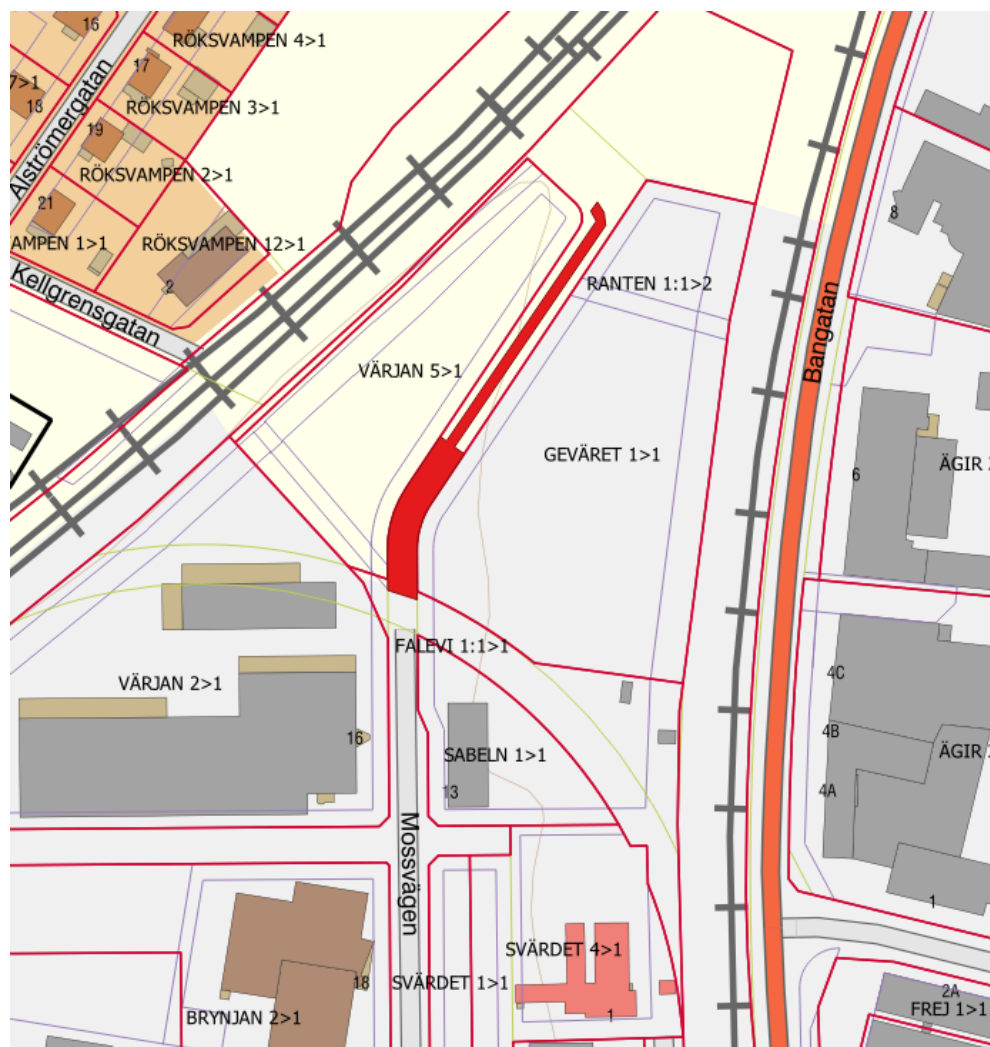 16
RÖKSVAMPEN 4>1
17
7>1
18
RÖKSVAMPEN 3>1
19
Alströmergatan
RÖKSVAMPEN 2>1
21
8
AMPEN 1>1
RÖKSVAMPEN 12>1
Kellgrensgatan
2
RANTEN 1:1>2
Bangatan
VÄRJAN 5>1
GEVÄRET 1>1
ÄGIR
6
FALEVI 1:1>1
VÄRJAN 2>1
4C
16
4B
SABELN 1>1
ÄGIR
13
4A
Mossvägen
1
SVÄRDET 4>1
18
SVÄRDET 1>1
2A
BRYNJAN 2>1
1
FREJ 1>1